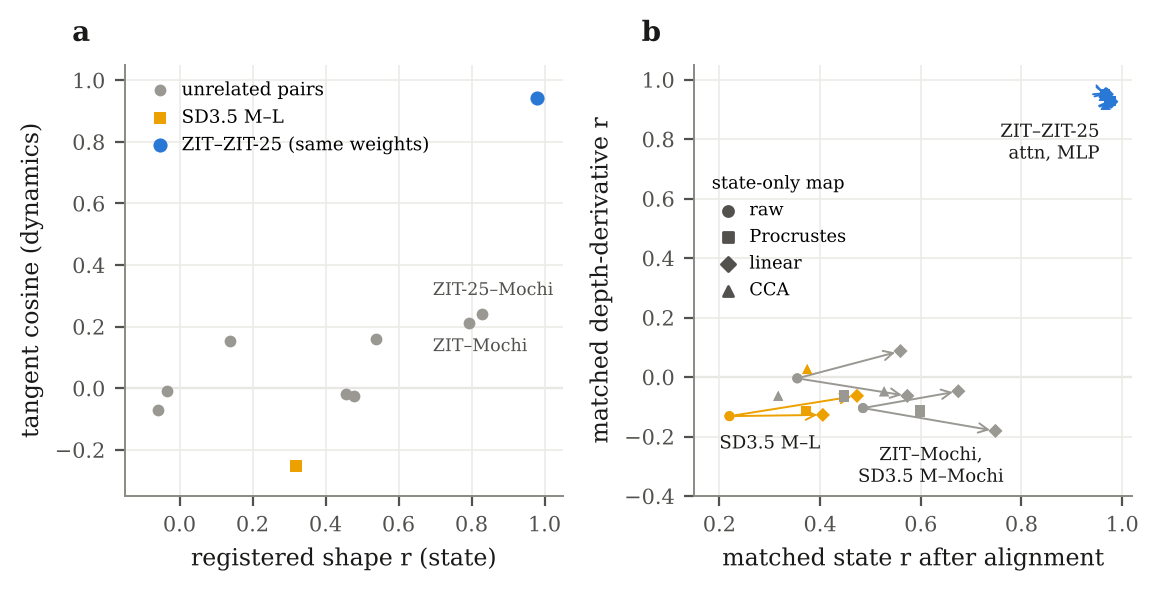 a
tangent cosine (dynamics)
1.0
0.8
0.6
0.4
0.2
0.0
−0.2
unrelated pairs
SD3.5 M–L
ZIT–ZIT-25 (same weights)
ZIT-25–Mochi
ZIT–Mochi
0.0 0.2 0.4 0.6 0.8 1.0
registered shape r (state)
b
matched depth-derivative r
1.0
0.8
0.6
0.4
0.2
0.0
−0.2
−0.4
ZIT–ZIT-25
attn, MLP
state-only map
raw
Procrustes
linear
CCA
SD3.5 M–L
ZIT–Mochi,
SD3.5 M–Mochi
0.2 0.4 0.6 0.8 1.0
matched state r after alignment